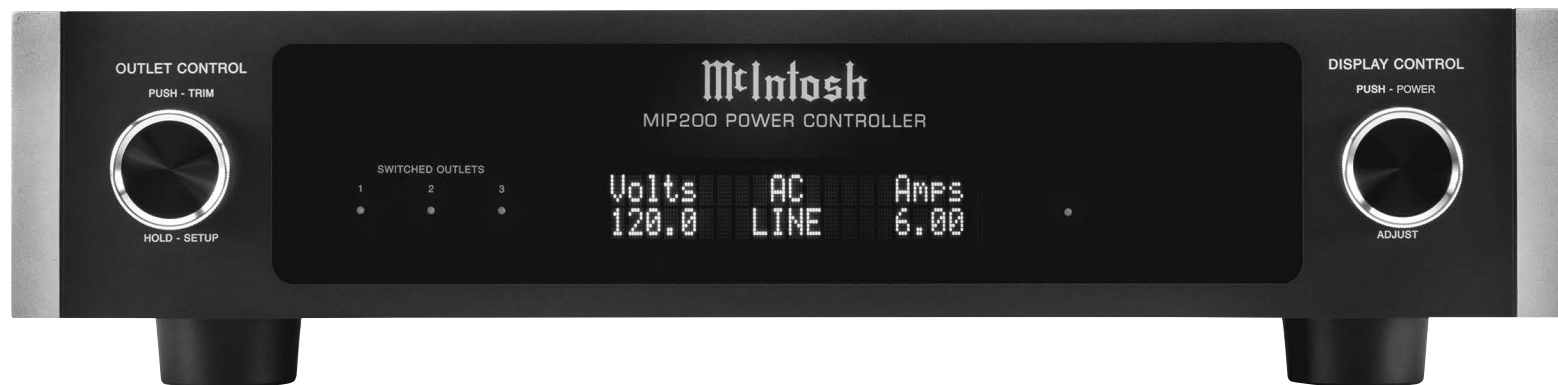 OUTLET CONTROL
PUSH - TRIM
HOLD - SETUP
McIntosh
MIP200 POWER CONTROLLER
SWITCHED OUTLETS
1 2 3
Volts AC Amps
120.0 LINE 6.00
DISPLAY CONTROL
PUSH - POWER
ADJUST